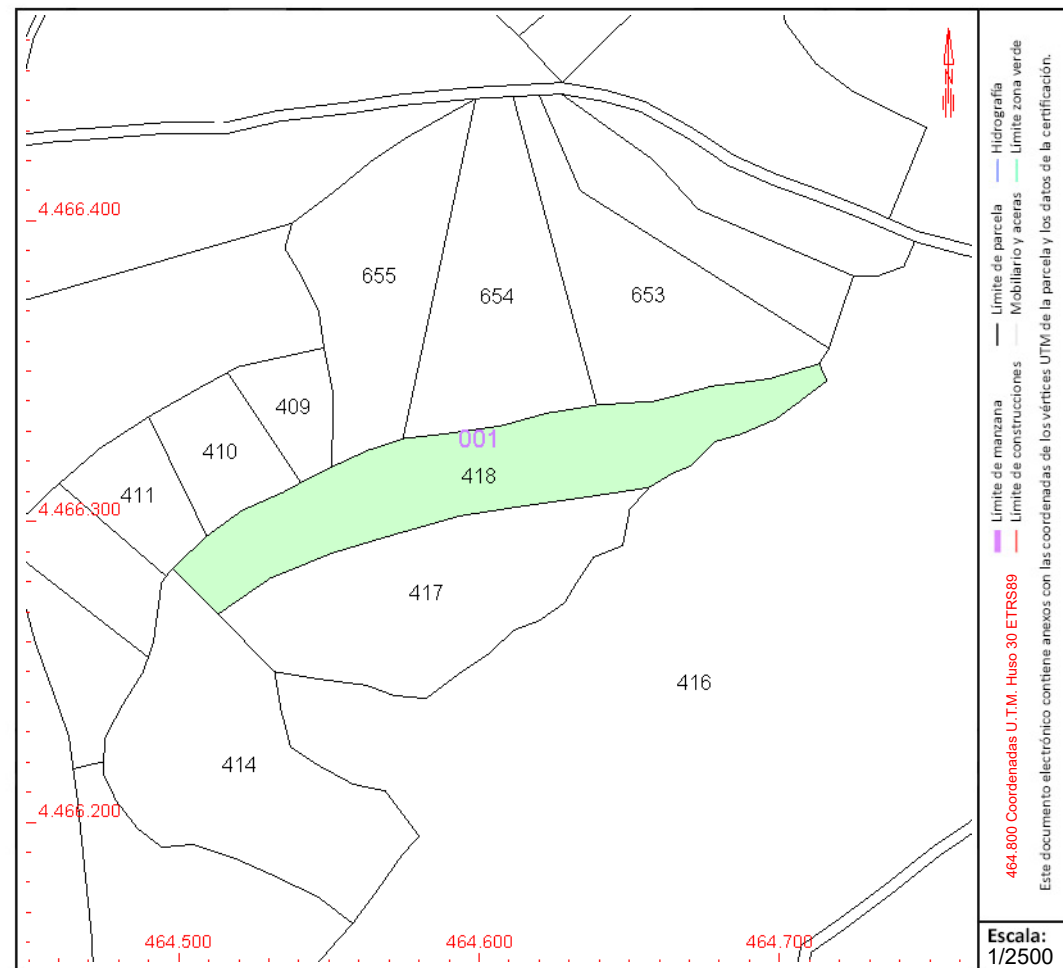 4.466.400
655
654
653
409
410
001
418
411
4.466.300
417
416
414
4.466.200
464.500
464.600
464.700
N
464.800 Coordenadas U.T.M. Huso 30 ETRS89
Límite de manzana
Límite de parcela
Hidrografía
Límite de construcciones
Mobiliario y aceras
Límite zona verde
Este documento electrónico contiene anexos con las coordenadas de los vértices UTM de la parcela y los datos de la certificación.
Escala:
1/2500